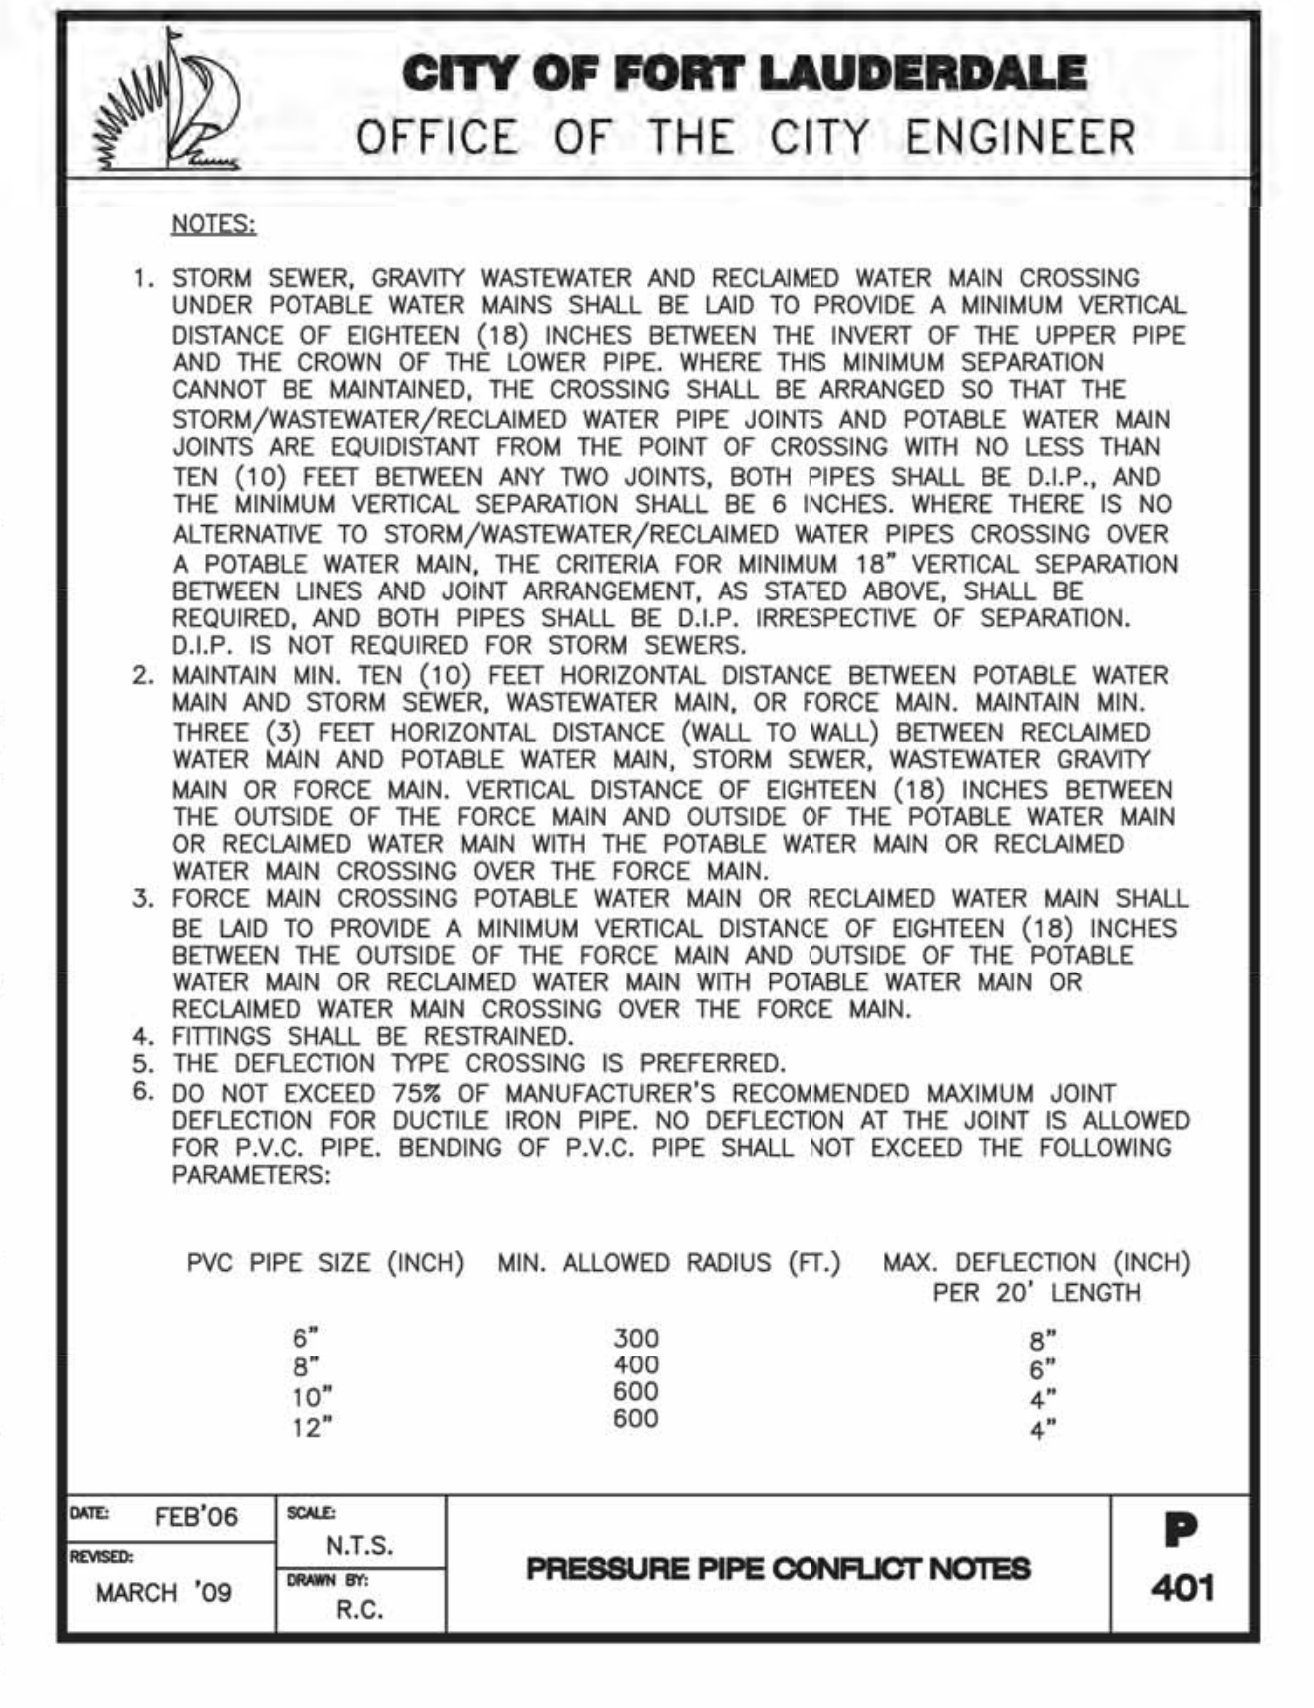 CITY OF FORT LAUDERDALE
OFFICE OF THE CITY ENGINEER
NOTES:
1. STORM SEWER, GRAVITY WASTEWATER AND RECLAIMED WATER MAIN CROSSING
UNDER POTABLE WATER MAINS SHALL BE LAID TO PROVIDE A MINIMUM VERTICAL
DISTANCE OF EIGHTEEN (18) INCHES BETWEEN THE INVERT OF THE UPPER PIPE
AND THE CROWN OF THE LOWER PIPE. WHERE THIS MINIMUM SEPARATION
CANNOT BE MAINTAINED, THE CROSSING SHALL BE ARRANGED SO THAT THE
STORM/WASTEWATER/RECLAIMED WATER PIPE JOINTS AND POTABLE WATER MAIN
JOINTS ARE EQUIDISTANT FROM THE POINT OF CROSSING WITH NO LESS THAN
TEN (10) FEET BETWEEN ANY TWO JOINTS, BOTH PIPES SHALL BE D.I.P., AND
THE MINIMUM VERTICAL SEPARATION SHALL BE 6 INCHES. WHERE THERE IS NO
ALTERNATIVE TO STORM/WASTEWATER/RECLAIMED WATER PIPES CROSSING OVER
A POTABLE WATER MAIN, THE CRITERIA FOR MINIMUM 18" VERTICAL SEPARATION
BETWEEN LINES AND JOINT ARRANGEMENT, AS STATED ABOVE, SHALL BE
REQUIRED, AND BOTH PIPES SHALL BE D.I.P. IRRESPECTIVE OF SEPARATION.
D.I.P. IS NOT REQUIRED FOR STORM SEWERS.
2. MAINTAIN MIN. TEN (10) FEET HORIZONTAL DISTANCE BETWEEN POTABLE WATER
MAIN AND STORM SEWER, WASTEWATER MAIN, OR FORCE MAIN. MAINTAIN MIN.
THREE (3) FEET HORIZONTAL DISTANCE (WALL TO WALL) BETWEEN RECLAIMED
WATER MAIN AND POTABLE WATER MAIN, STORM SEWER, WASTEWATER GRAVITY
MAIN OR FORCE MAIN. VERTICAL DISTANCE OF EIGHTEEN (18) INCHES BETWEEN
THE OUTSIDE OF THE FORCE MAIN AND OUTSIDE OF THE POTABLE WATER MAIN
OR RECLAIMED WATER MAIN WITH THE POTABLE WATER MAIN OR RECLAIMED
WATER MAIN CROSSING OVER THE FORCE MAIN.
3. FORCE MAIN CROSSING POTABLE WATER MAIN OR RECLAIMED WATER MAIN SHALL
BE LAID TO PROVIDE A MINIMUM VERTICAL DISTANCE OF EIGHTEEN (18) INCHES
BETWEEN THE OUTSIDE OF THE FORCE MAIN AND OUTSIDE OF THE POTABLE
WATER MAIN OR RECLAIMED WATER MAIN WITH POTABLE WATER MAIN OR
RECLAIMED WATER MAIN CROSSING OVER THE FORCE MAIN.
4. FITTINGS SHALL BE RESTRAINED.
5. THE DEFLECTION TYPE CROSSING IS PREFERRED.
6. DO NOT EXCEED 75% OF MANUFACTURER'S RECOMMENDED MAXIMUM JOINT
DEFLECTION FOR DUCTILE IRON PIPE. NO DEFLECTION AT THE JOINT IS ALLOWED
FOR P.V.C. PIPE. BENDING OF P.V.C. PIPE SHALL NOT EXCEED THE FOLLOWING
PARAMETERS:
PVC PIPE SIZE (INCH) MIN. ALLOWED RADIUS (FT.) MAX. DEFLECTION (INCH)
PER 20' LENGTH
6" 300 8"
8" 400 6"
10" 600 4"
12" 600 4"
DATE: FEB'06
REVISED:
MARCH '09
SCALE:
N.T.S.
DRAWN BY:
R.C.
PRESSURE PIPE CONFLICT NOTES
P
401